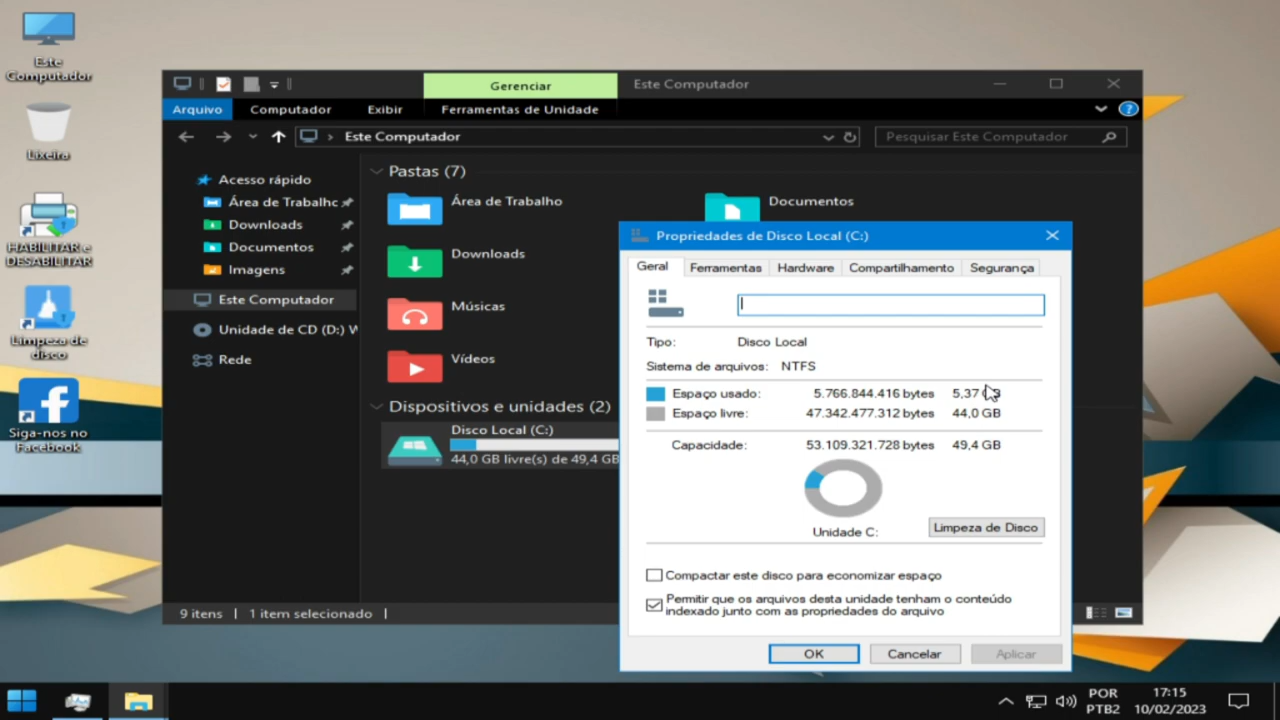 Este
Computador
Lixeira
HABILITAR e
DESABILITAR
Limpeza de
disco
Siga-nos no
Facebook
Gerenciar
Este Computador
Arquivo
Computador
Exibir
Ferramentas de Unidade
?
Este Computador
Pesquisar Este Computador
Acesso rápido
Área de Trabalhc
Downloads
Documentos
Imagens
Este Computador
Unidade de CD (D:) W
Rede
Pastas (7)
Área de Trabalho
Documentos
Downloads
Músicas
Vídeos
Dispositivos e unidades (2)
Disco Local (C:)
44,0 GB livre(s) de 49,4 GB
9 itens
1 item selecionado
Propriedades de Disco Local (C:)
Geral
Ferramentas
Hardware
Compartilhamento
Segurança
Tipo: Disco Local
Sistema de arquivos: NTFS
Espaço usado: 5.766.844.416 bytes 5,37
Espaço livre: 47.342.477.312 bytes 44,0 GB
Capacidade: 53.109.321.728 bytes 49,4 GB
Unidade C:
Limpeza de Disco
Compactar este disco para economizar espaço
Permitir que os arquivos desta unidade tenham o conteúdo
indexado junto com as propriedades do arquivo
OK
Cancelar
Aplicar
POR
PTB2
17:15
10/02/2023